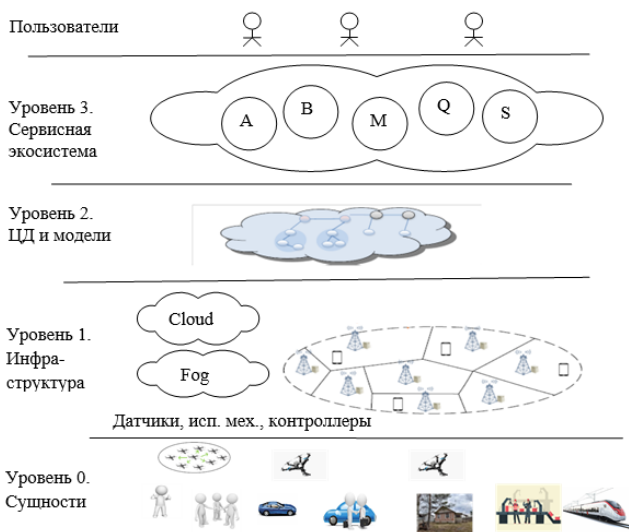 Пользователи
Уровень 3.
Сервисная
экосистема
A
B
M
Q
S
Уровень 2.
ЦД и модели
Уровень 1.
Инфра-
структура
Cloud
Fog
Датчики, исп. мех., контроллеры
Уровень 0.
Сущности